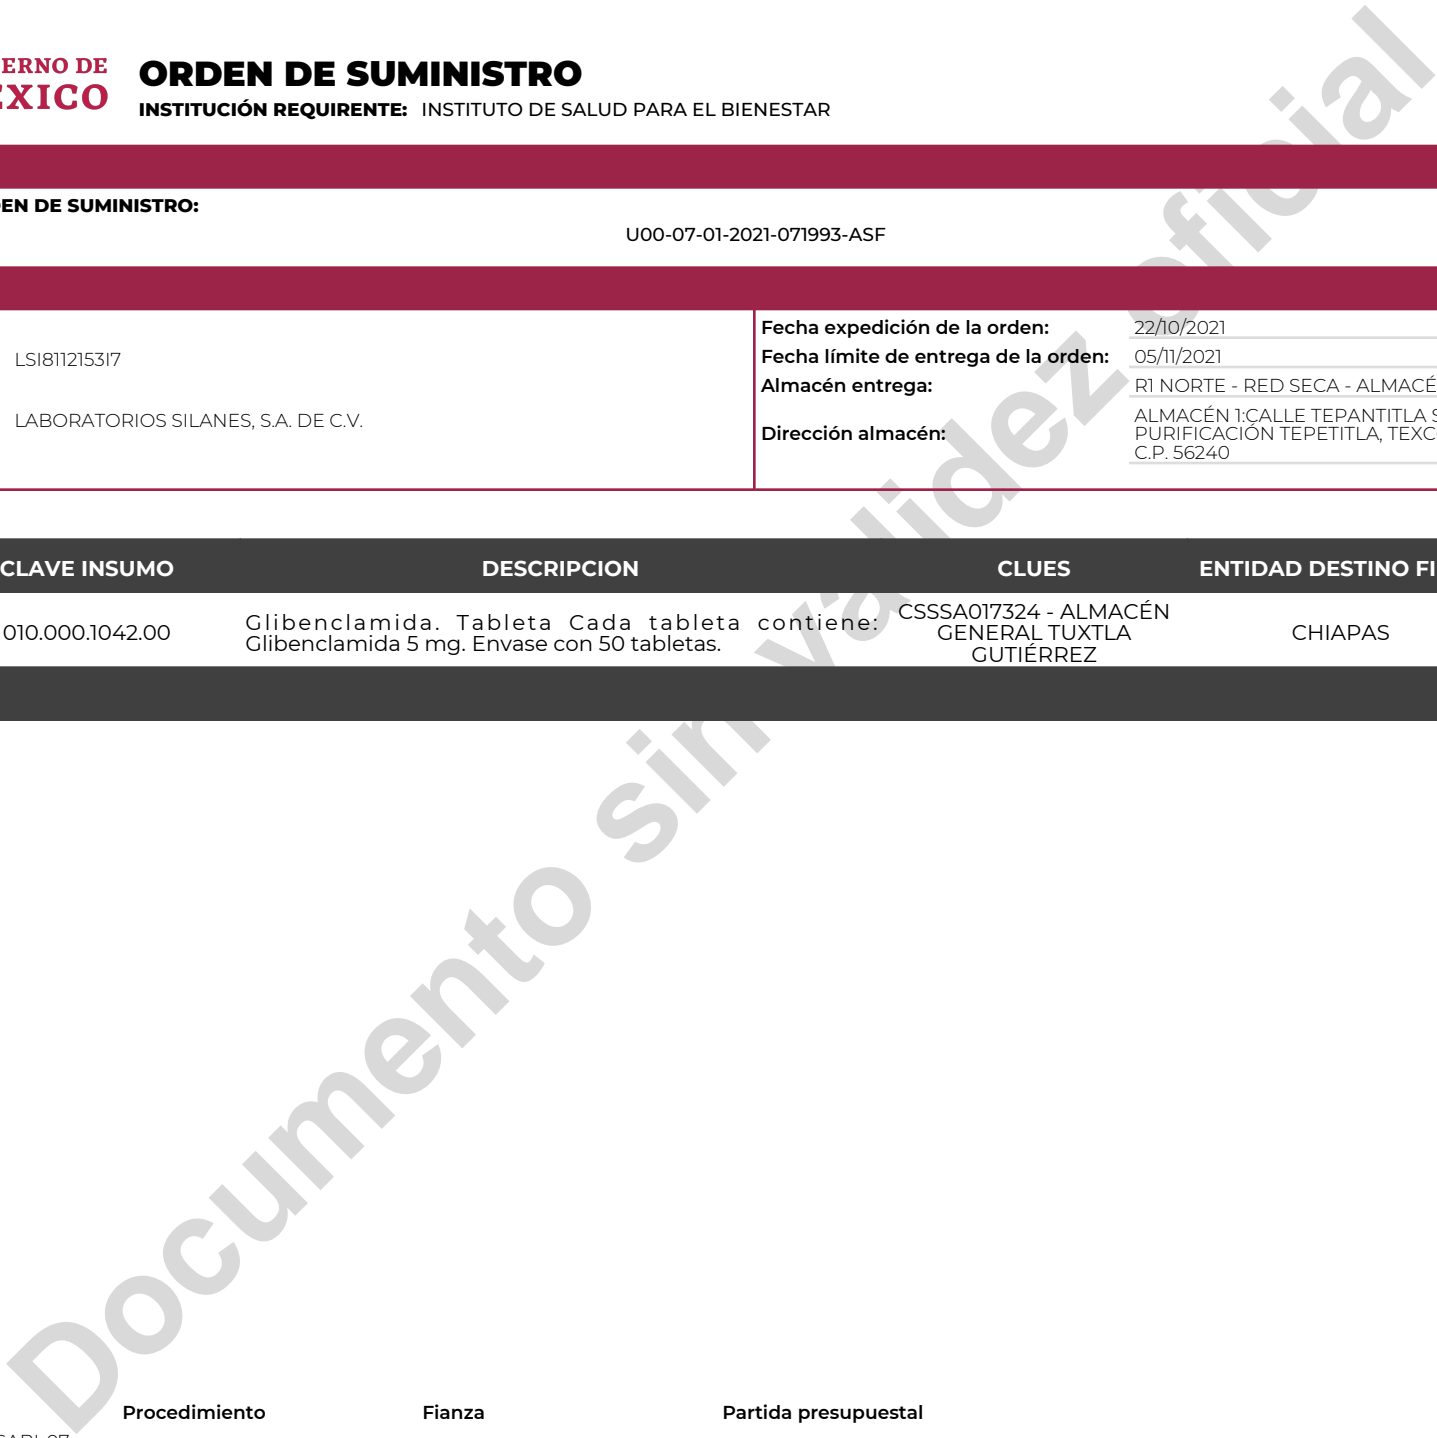 ERNO DE
ORDEN DE SUMINISTRO
INSTITUCIÓN REQUIRENTE: INSTITUTO DE SALUD PARA EL BIENESTAR
EN DE SUMINISTRO:
U00-07-01-2021-071993-ASF
LSI8112153I7
LABORATORIOS SILANES, S.A. DE C.V.
Fecha expedición de la orden: 22/10/2021
Fecha límite de entrega de la orden: 05/11/2021
Almacén entrega: R1 NORTE - RED SECA - ALMACÉ
Dirección almacén:
ALMACÉN 1:CALLE TEPANTITLA S
PURIFICACIÓN TEPETITLA, TEXC
C.P. 56240
CLAVE INSUMO DESCRIPCION CLUES ENTIDAD DESTINO FI
010.000.1042.00
Glibenclamida. Tableta Cada tableta contiene:
Glibenclamida 5 mg. Envase con 50 tabletas.
CSSSA017324 - ALMACÉN
GENERAL TUXTLA
GUTIÉRREZ
CHIAPAS
Documento sin validez oficial
Procedimiento Fianza Partida presupuestal